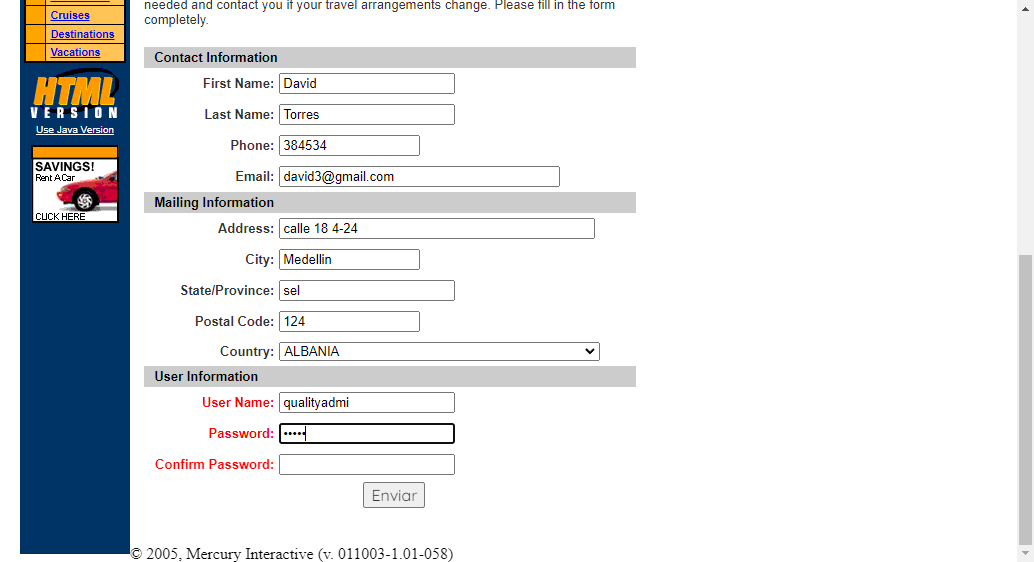 needed and contact you if your travel arrangements change. Please fill in the form
completely.
Cruises
Destinations
Vacations
HTML
VERSION
Use Java Version
SAVINGS!
Rent A Car
CLICK HERE
Contact Information
First Name: David
Last Name: Torres
Phone: 384534
Email: david3@gmail.com
Mailing Information
Address: calle 18 4-24
City: Medellin
State/Province: sel
Postal Code: 124
Country: ALBANIA
User Information
User Name: qualityadmi
Password: •••••
Confirm Password:
Enviar
© 2005, Mercury Interactive (v. 011003-1.01-058)